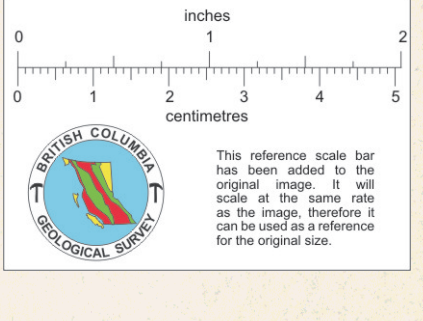 inches
0 1 2
0 1 2 3 4 5
centimetres
BRITISH COLUMBIA
GEOLOGICAL SURVEY
This reference scale bar
has been added to the
original image. It will
scale at the same rate
as the image, therefore it
can be used as a reference
for the original size.